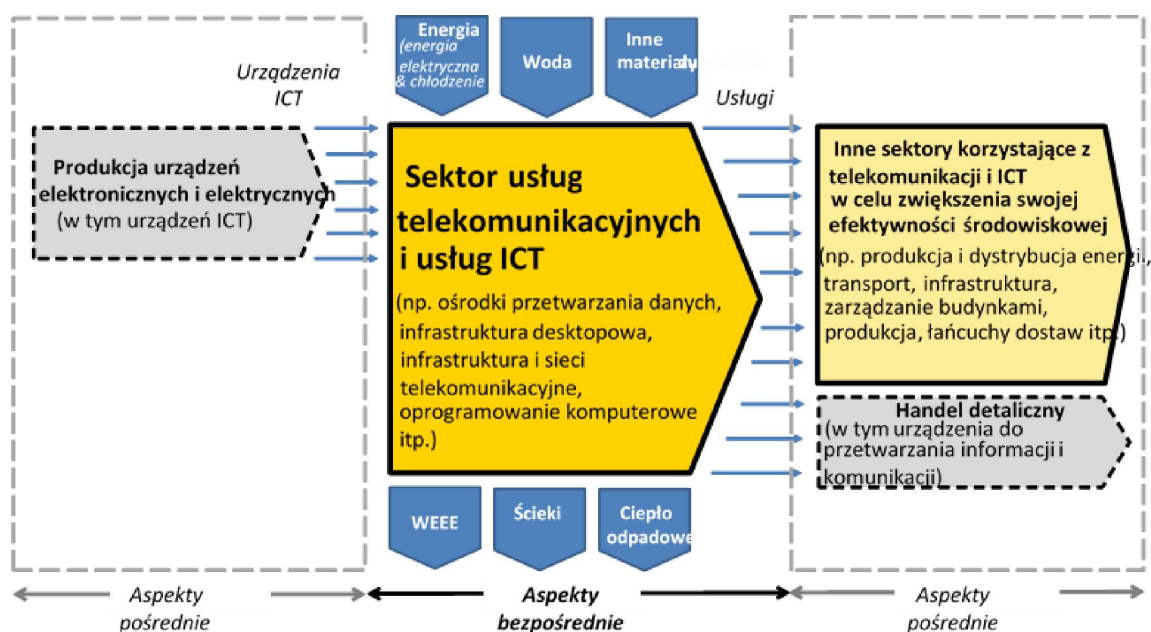 Energia
(energia
elektryczna
& chłodzenie
Woda
Inne
materiały
Urządzenia
ICT
Usługi
Produkcja urządzeń
elektronicznych i elektrycznych
(w tym urządzeń ICT)
Sektor usług
telekomunikacyjnych
i usług ICT
(np. ośrodki przetwarzania danych,
infrastruktura desktopowa,
infrastruktura i sieci
telekomunikacyjne,
oprogramowanie komputerowe
itp.)
Inne sektory korzystające z
telekomunikacji i ICT
w celu zwiększenia swojej
efektywności środowiskowej
(np. produkcja i dystrybucja energi.,
transport, infrastruktura,
zarządzanie budynkami,
produkcja, łańcuchy dostaw itp.)
Handel detaliczny
(w tym urządzenia do
przetwarzania informacji i
komunikacji)
WEEE
Ścieki
Ciepło
odpadowe
Aspekty
pośrednie
Aspekty
bezpośrednie
Aspekty
pośrednie